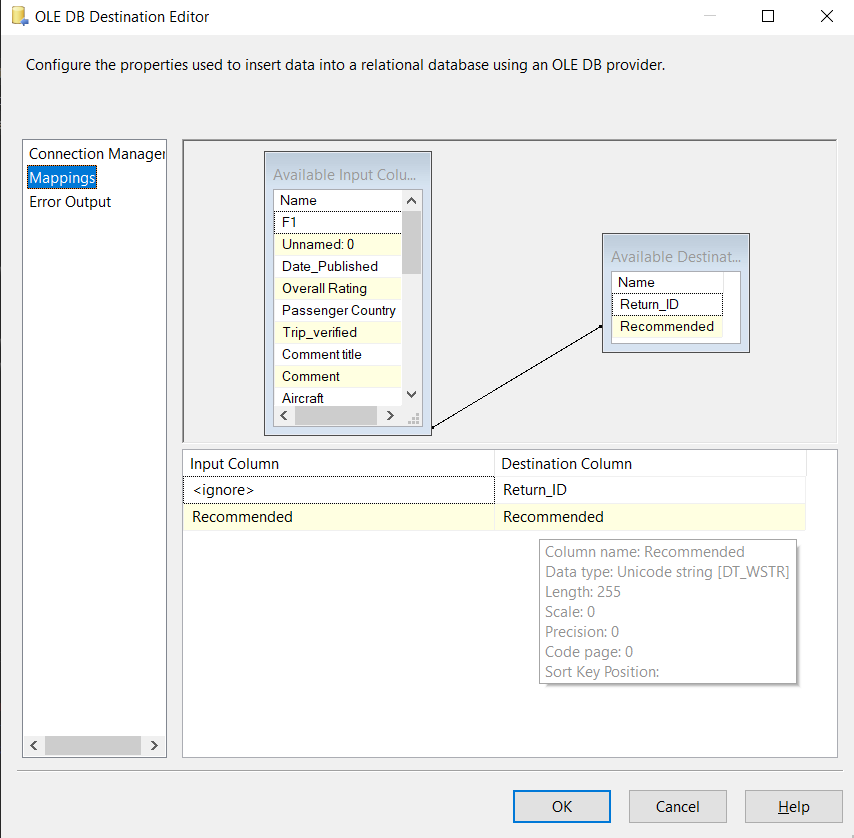 OLE DB Destination Editor
Configure the properties used to insert data into a relational database using an OLE DB provider.
Connection Manager
Mappings
Error Output
Available Input Colu...
Name
F1
Unnamed: 0
Date_Published
Overall Rating
Passenger Country
Trip_verified
Comment title
Comment
Aircraft
Available Destinat...
Name
Return_ID
Recommended
Input Column Destination Column
<ignore> Return_ID
Recommended Recommended
Column name: Recommended
Data type: Unicode string [DT_WSTR]
Length: 255
Scale: 0
Precision: 0
Code page: 0
Sort Key Position:
OK Cancel Help